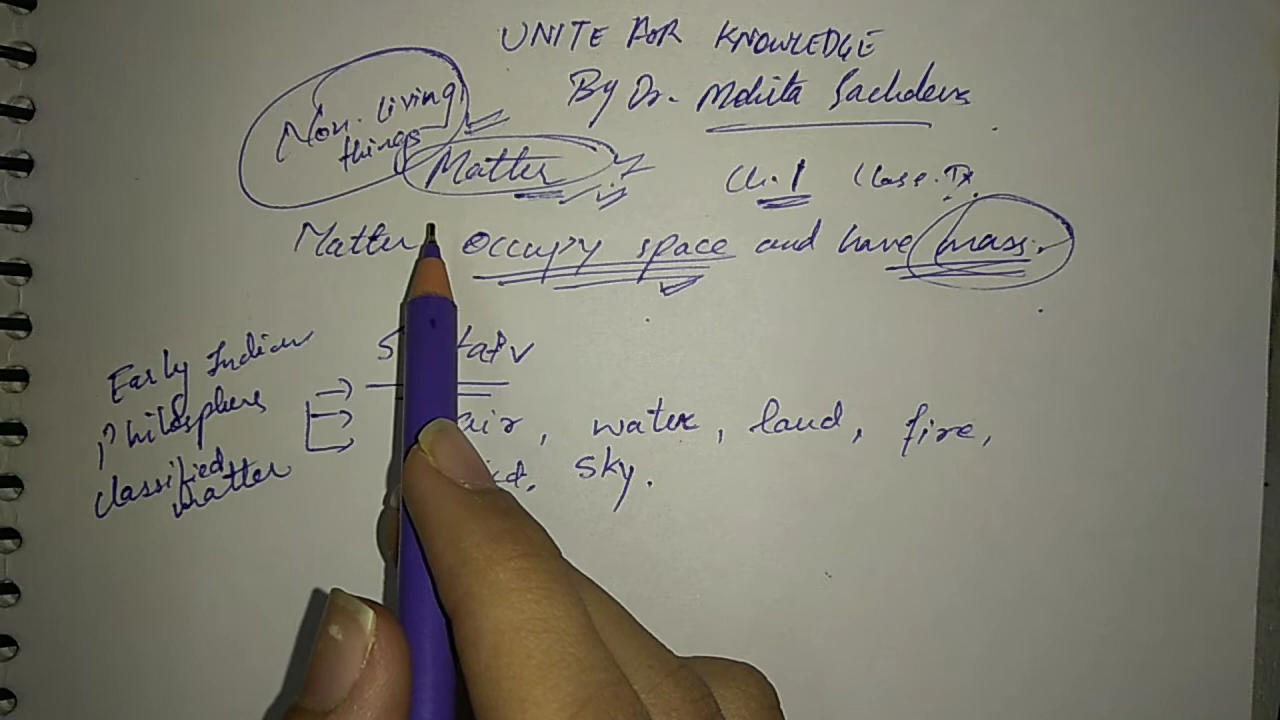 UNITE FOR KNOWLEDGE
By Dr. Mohita Sachdeva
Non. living
things
Matter
Ch. 1 Class. IX
Matter occupy space and have mass.
Early Indian
Philosphers
classified
matter
air, water, land, fire,
sky.